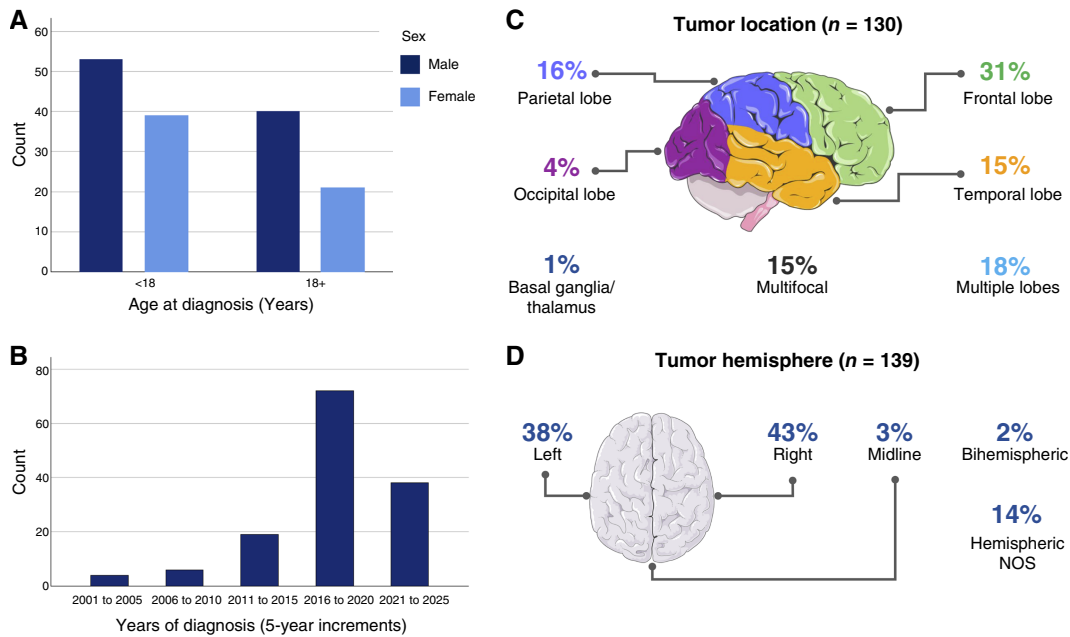 A
60
50
40
30
20
10
0
Count
<18
18+
Age at diagnosis (Years)
Sex
Male
Female
B
80
60
40
20
0
Count
2001 to 2005
2006 to 2010
2011 to 2015
2016 to 2020
2021 to 2025
Years of diagnosis (5-year increments)
C
Tumor location (n = 130)
16%
Parietal lobe
31%
Frontal lobe
4%
Occipital lobe
15%
Temporal lobe
1%
Basal ganglia/
thalamus
15%
Multifocal
18%
Multiple lobes
D
Tumor hemisphere (n = 139)
38%
Left
43%
Right
3%
Midline
2%
Bihemispheric
14%
Hemispheric
NOS